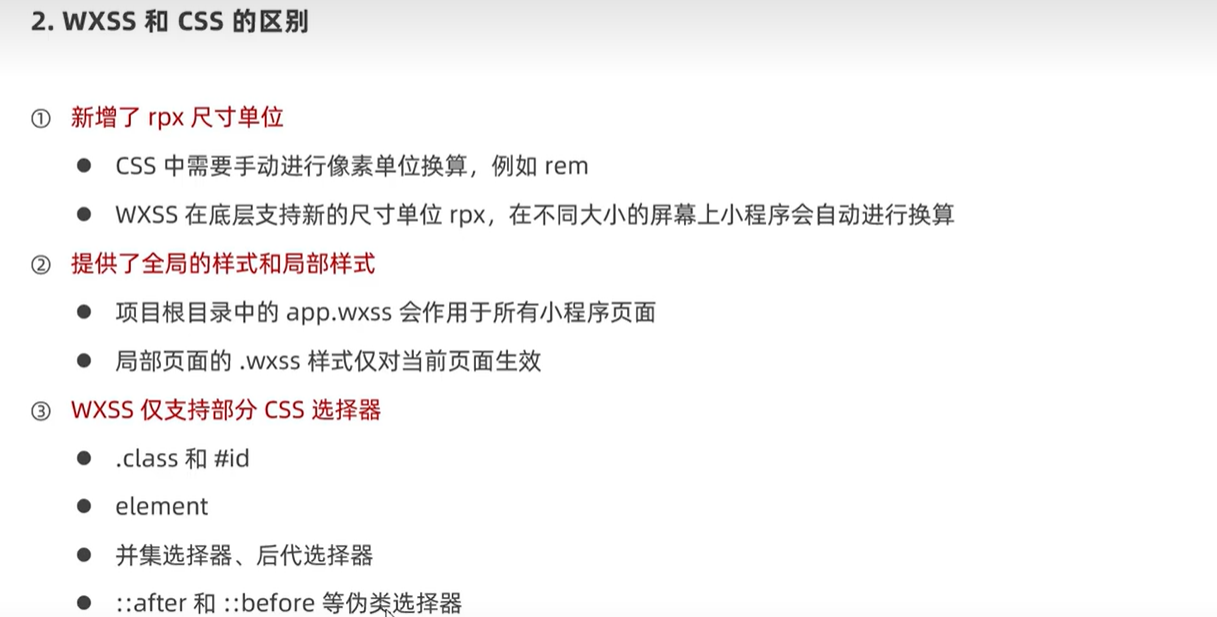 2. WXSS 和 CSS 的区别
① 新增了 rpx 尺寸单位
● CSS 中需要手动进行像素单位换算，例如 rem
● WXSS 在底层支持新的尺寸单位 rpx，在不同大小的屏幕上小程序会自动进行换算
② 提供了全局的样式和局部样式
● 项目根目录中的 app.wxss 会作用于所有小程序页面
● 局部页面的 .wxss 样式仅对当前页面生效
③ WXSS 仅支持部分 CSS 选择器
● .class 和 #id
● element
● 并集选择器、后代选择器
● ::after 和 ::before 等伪类选择器